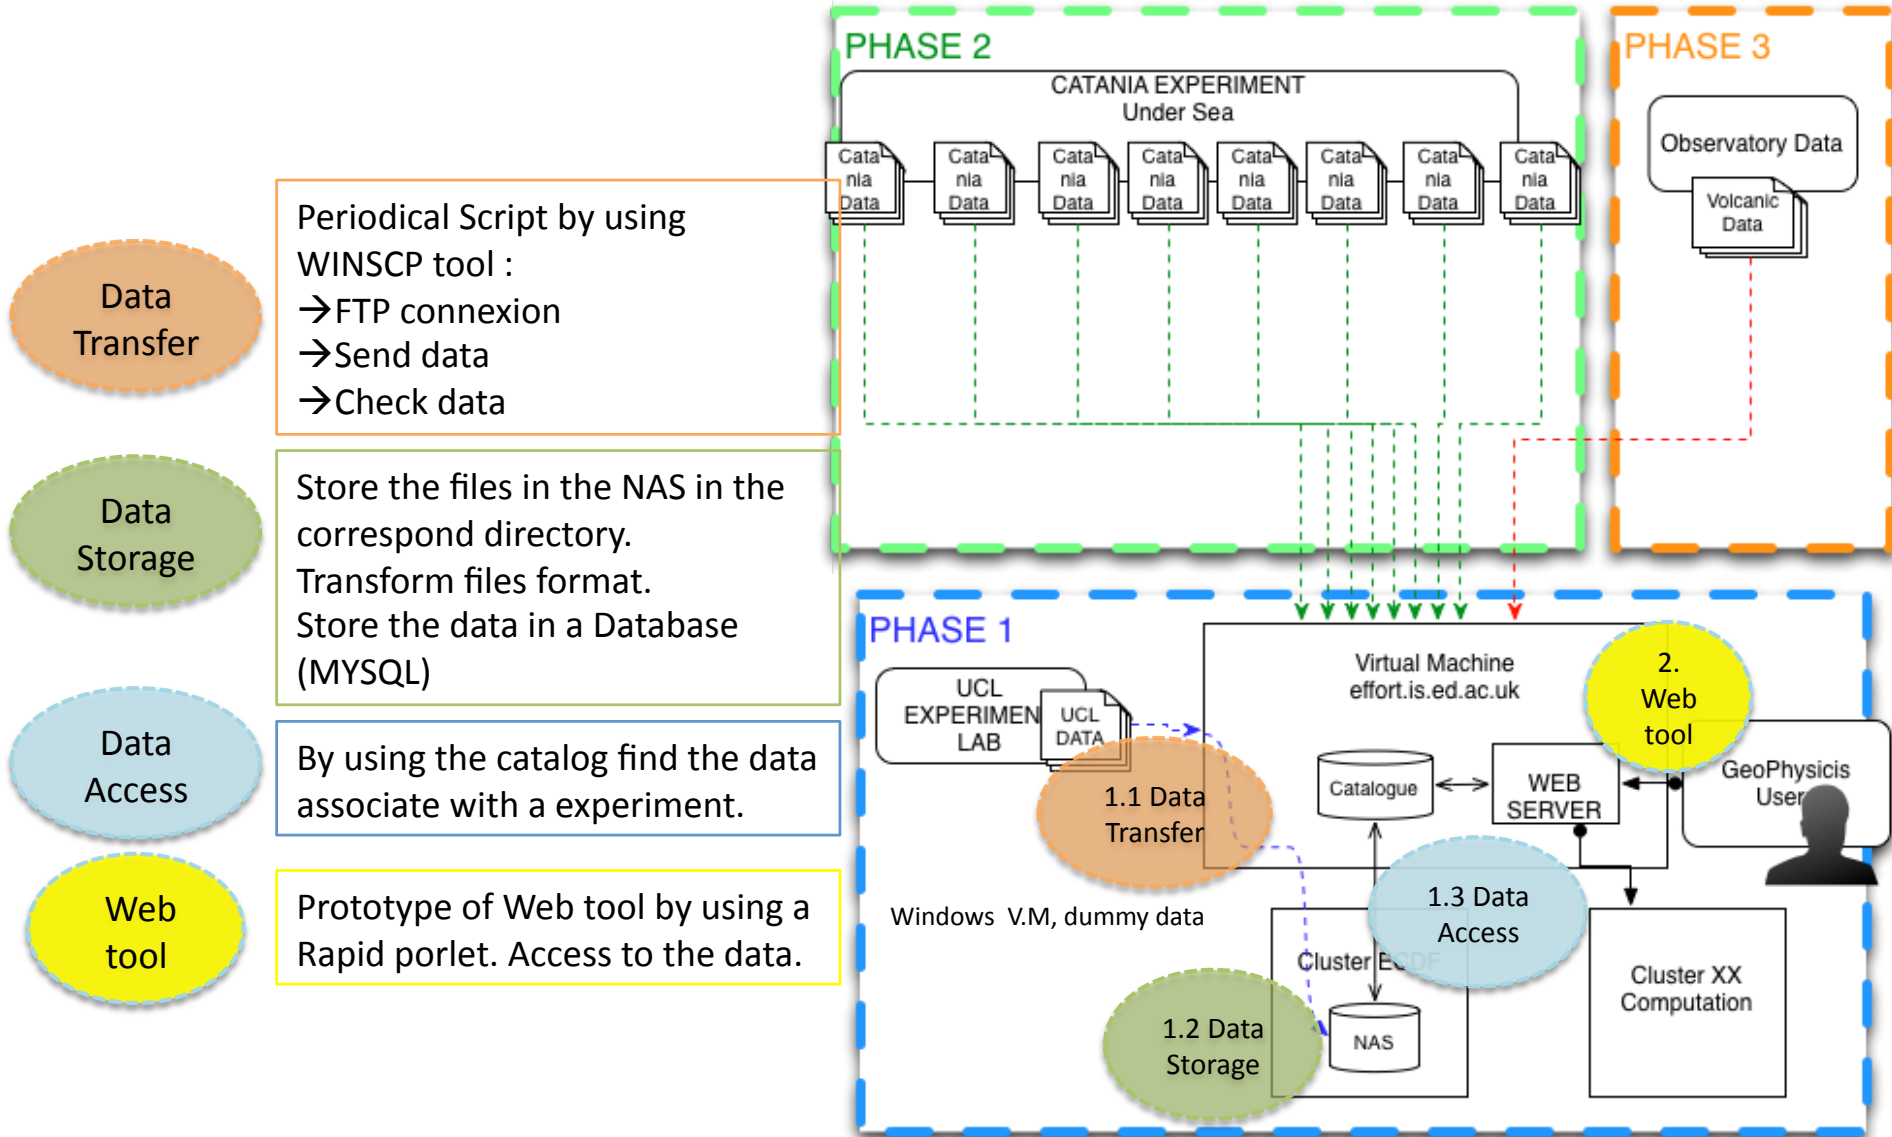 Data
Transfer
Periodical Script by using
WINSCP tool :
→FTP connexion
→Send data
→Check data
Data
Storage
Store the files in the NAS in the
correspond directory.
Transform files format.
Store the data in a Database
(MYSQL)
Data
Access
By using the catalog find the data
associate with a experiment.
Web
tool
Prototype of Web tool by using a
Rapid porlet. Access to the data.
PHASE 2
CATANIA EXPERIMENT
Under Sea
Cata
nia
Data
Cata
nia
Data
Cata
nia
Data
Cata
nia
Data
Cata
nia
Data
Cata
nia
Data
Cata
nia
Data
Cata
nia
Data
PHASE 3
Observatory Data
Volcanic
Data
PHASE 1
UCL
EXPERIMEN
LAB
UCL
DATA
Virtual Machine
effort.is.ed.ac.uk
2.
Web
tool
1.1 Data
Transfer
Catalogue
WEB
SERVER
GeoPhysicis
User
Windows  V.M, dummy data
1.3 Data
Access
Cluster ECDF
1.2 Data
Storage
NAS
Cluster XX
Computation